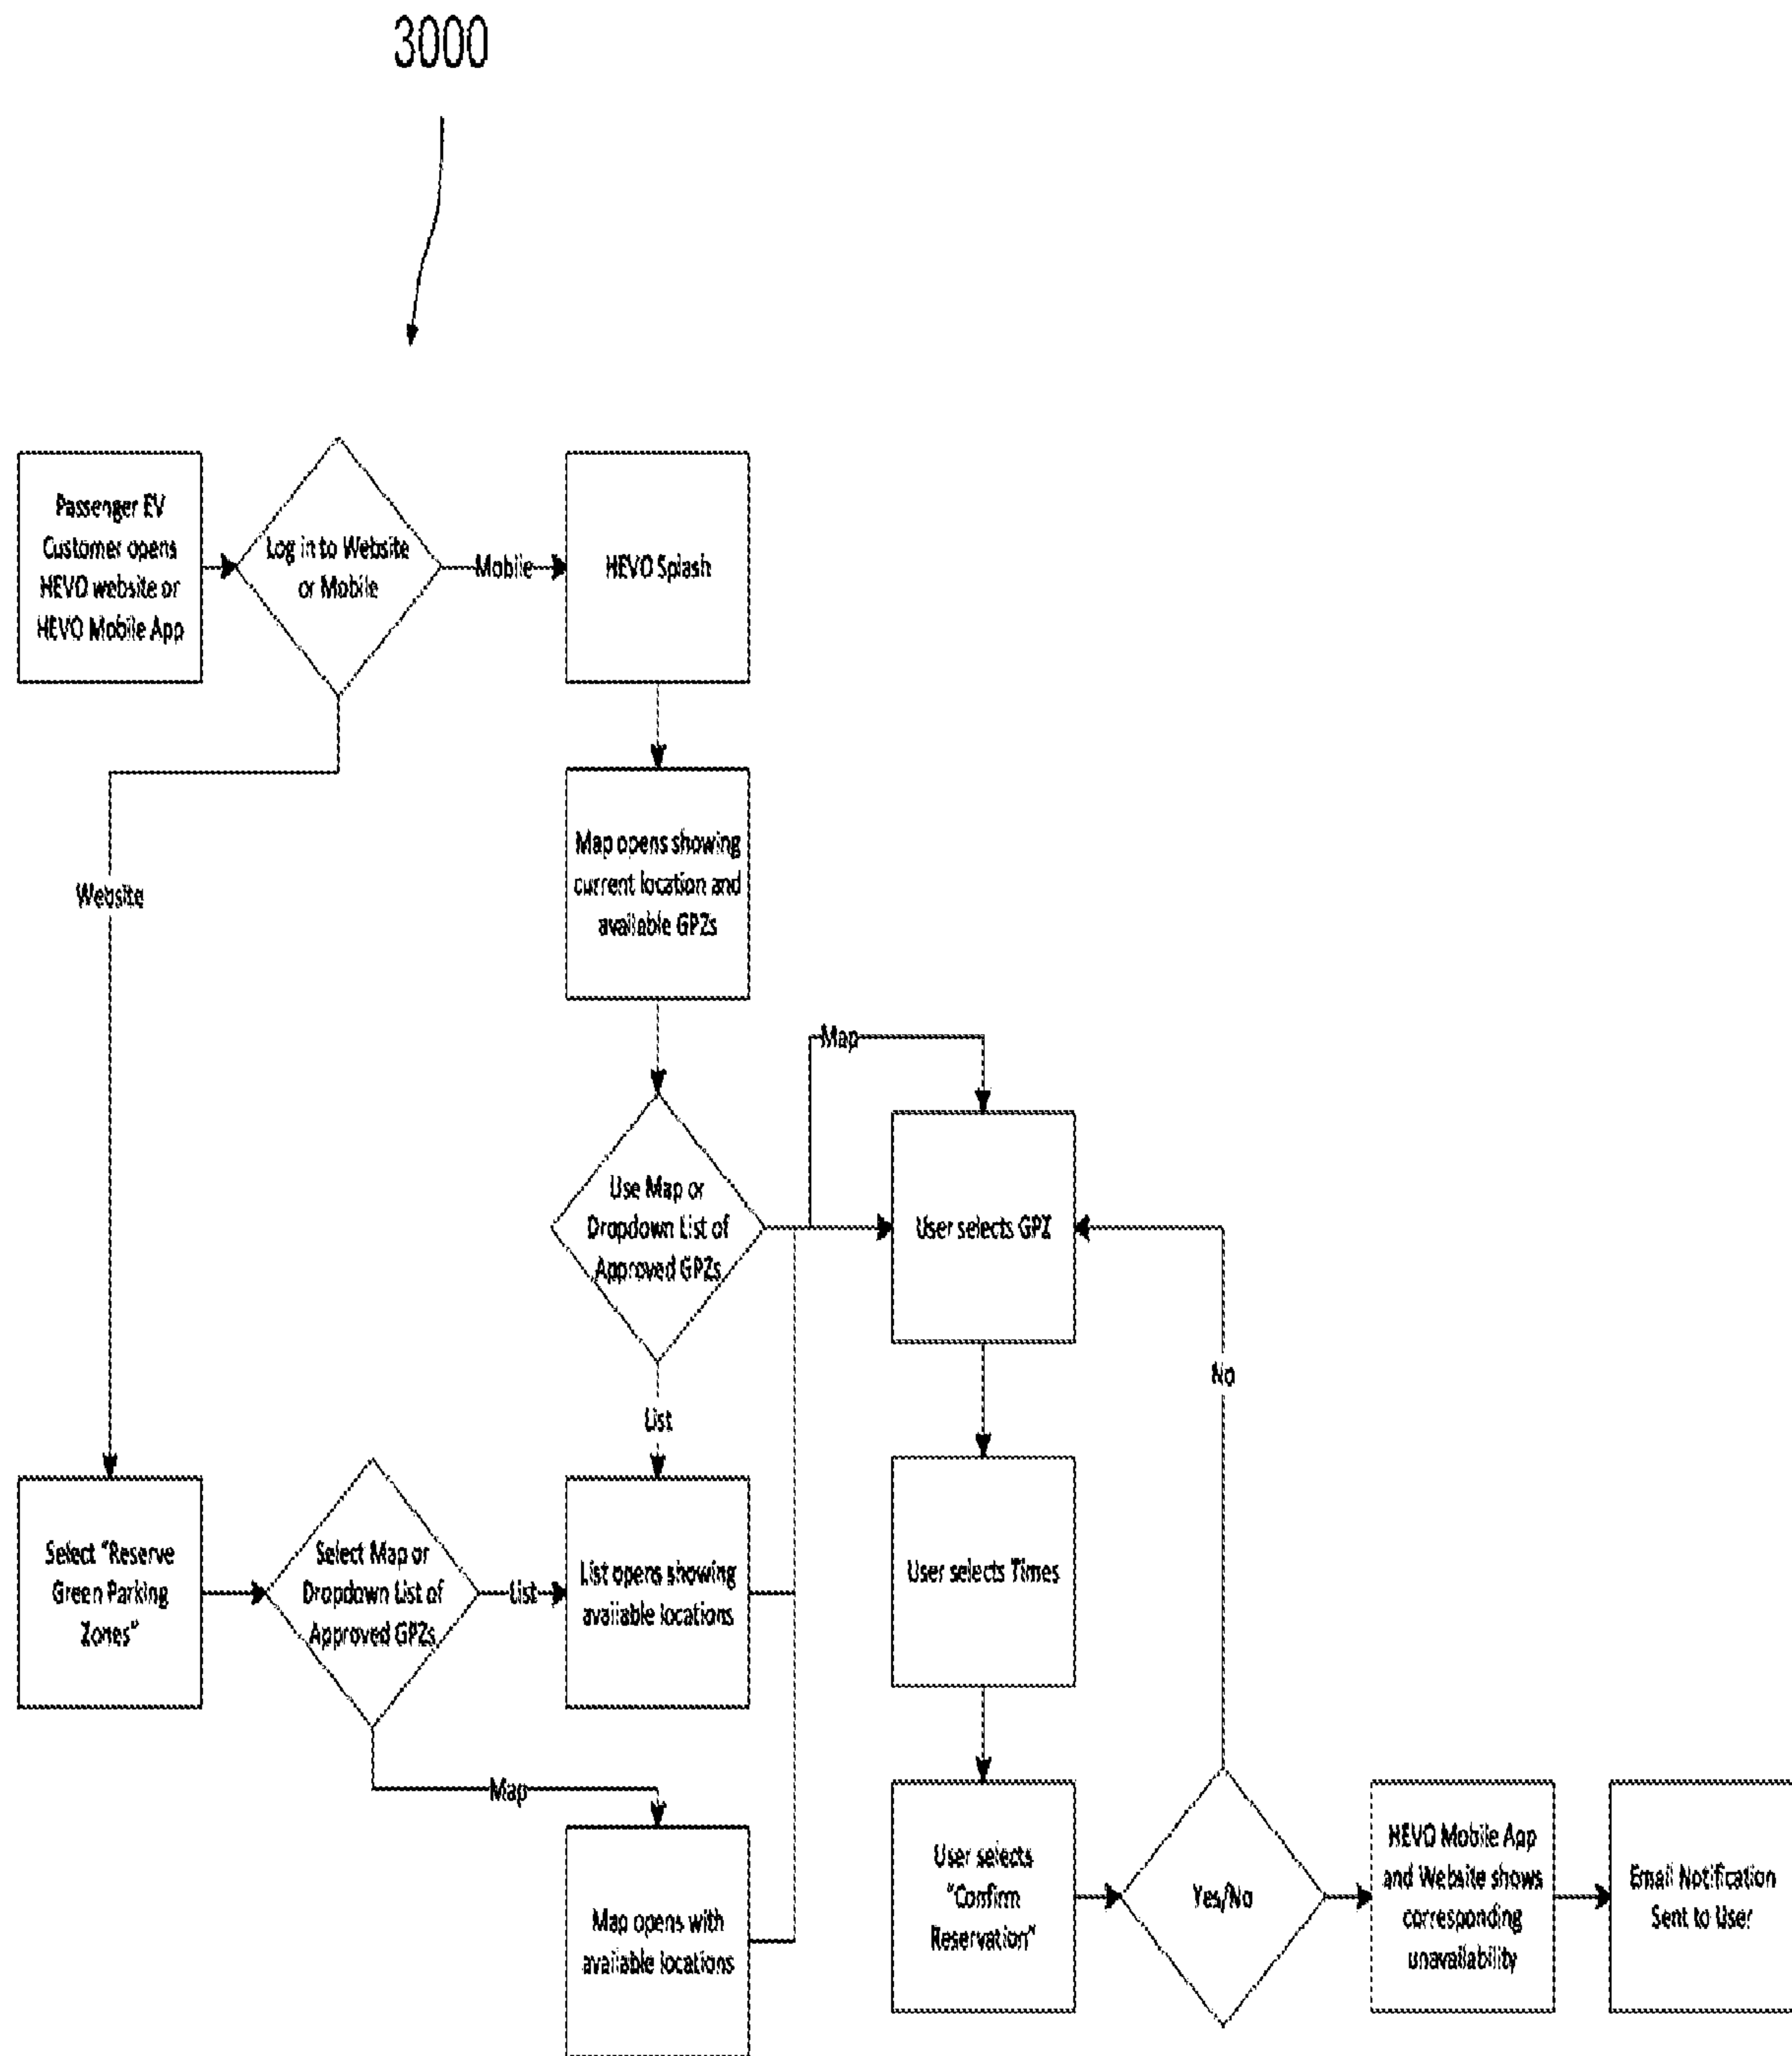 3000
Passenger EV
Customer opens
HEVO website or
HEVO Mobile App
Log in to Website
or Mobile
Mobile
HEVO Splash
Map opens showing
current location and
available GPZs
Website
Map
Use Map or
Dropdown List of
Approved GPZs
User selects GPZ
No
List
Select "Reserve
Green Parking
Zones"
Select Map or
Dropdown List of
Approved GPZs
List
List opens showing
available locations
User selects Times
Map
Map opens with
available locations
User selects
"Confirm
Reservation"
Yes/No
HEVO Mobile App
and Website shows
corresponding
unavailability
Email Notification
Sent to User